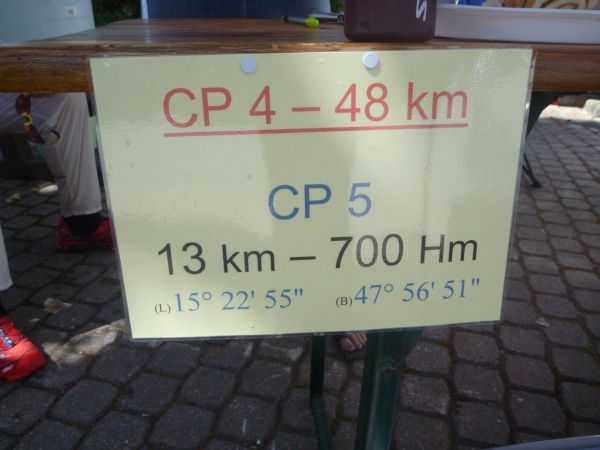 CP 4 – 48 km
CP 5
13 km – 700 Hm
(L) 15° 22' 55" (B) 47° 56' 51"